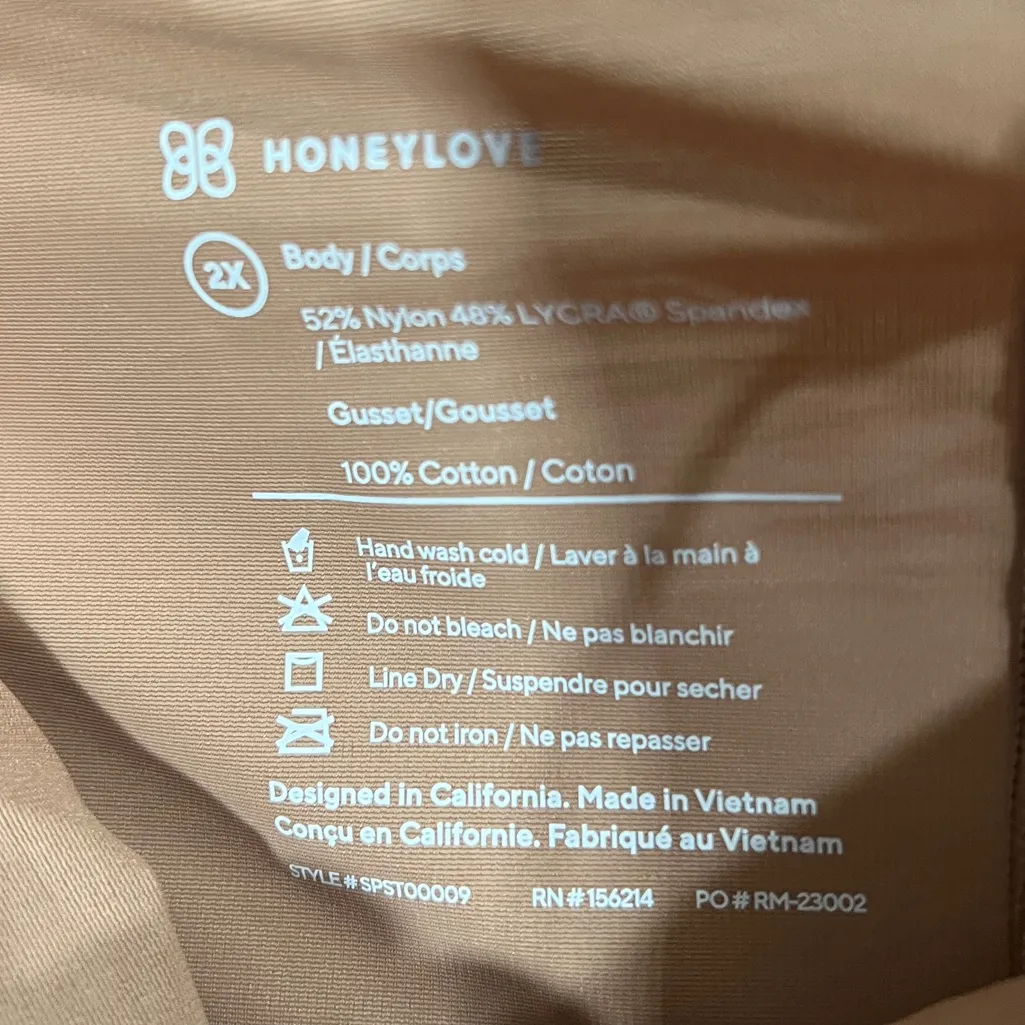 HONEYLOVE
2X
Body / Corps
52% Nylon 48% LYCRA® Spandex
/ Élasthanne
Gusset/Gousset
100% Cotton / Coton
Hand wash cold / Laver à la main à
l'eau froide
Do not bleach / Ne pas blanchir
Line Dry / Suspendre pour secher
Do not iron / Ne pas repasser
Designed in California. Made in Vietnam
Conçu en Californie. Fabriqué au Vietnam
STYLE # SPST00009 RN # 156214 PO # RM-23002